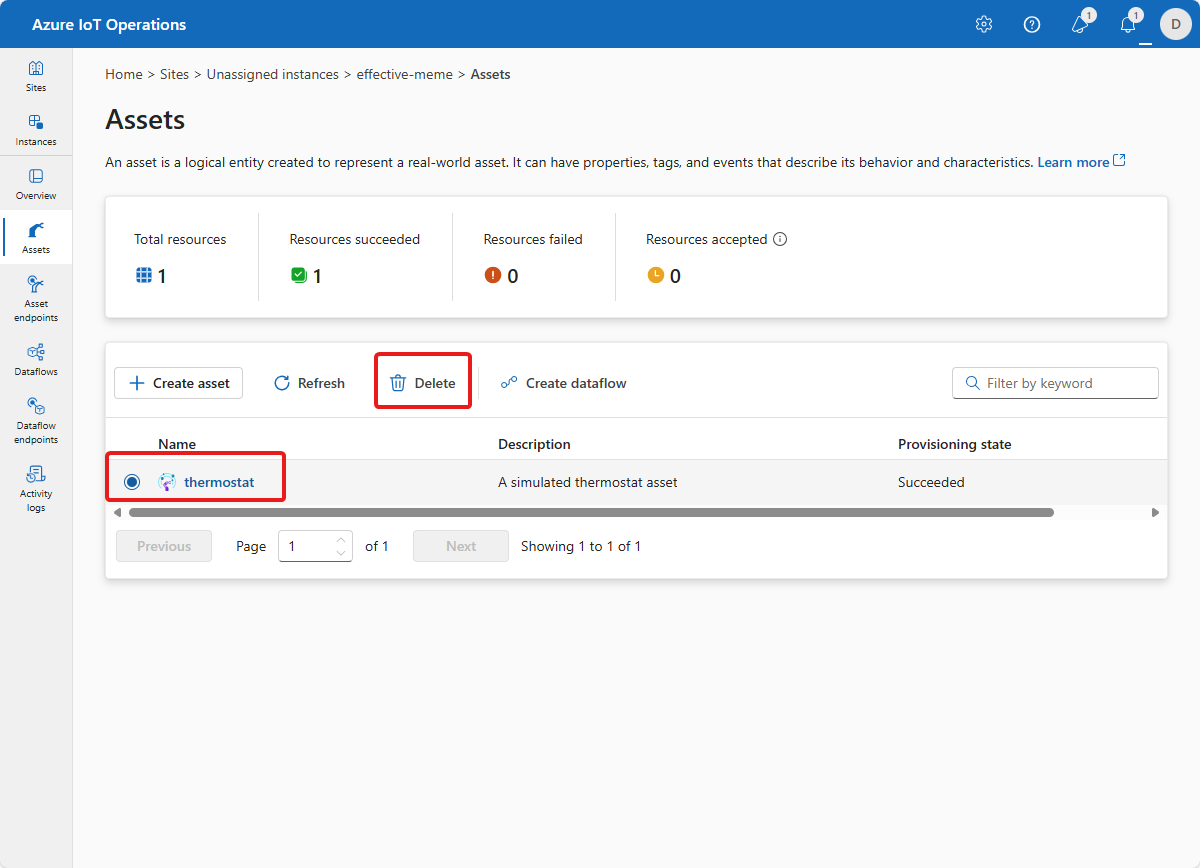 Azure IoT Operations
1
1
D
Sites
Instances
Overview
Assets
Asset
endpoints
Dataflows
Dataflow
endpoints
Activity
logs
Home > Sites > Unassigned instances > effective-meme > Assets
Assets
An asset is a logical entity created to represent a real-world asset. It can have properties, tags, and events that describe its behavior and characteristics. Learn more
Total resources
1
Resources succeeded
1
Resources failed
0
Resources accepted
0
Create asset
Refresh
Delete
Create dataflow
Filter by keyword
Name
Description
Provisioning state
thermostat
A simulated thermostat asset
Succeeded
Previous
Page
1
of 1
Next
Showing 1 to 1 of 1